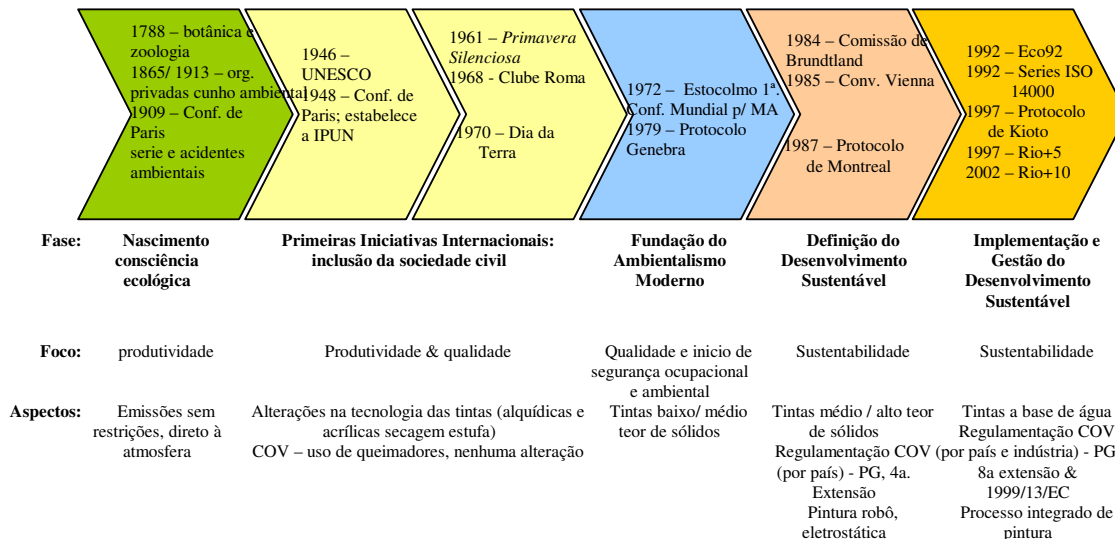 1788 – botânica e
zoologia
1865/ 1913 – org.
privadas cunho ambiental
1909 – Conf. de
Paris
serie e acidentes
ambientais
1946 –
UNESCO
1948 – Conf. de
Paris; estabelece
a IPUN
1961 – Primavera
Silenciosa
1968 - Clube Roma
1970 – Dia da
Terra
1972 – Estocolmo 1ª.
Conf. Mundial p/ MA
1979 – Protocolo
Genebra
1984 – Comissão de
Brundtland
1985 – Conv. Vienna
1987 – Protocolo
de Montreal
1992 – Eco92
1992 – Series ISO
14000
1997 – Protocolo
de Kioto
1997 – Rio+5
2002 – Rio+10
Fase:
Nascimento
consciência
ecológica
Primeiras Iniciativas Internacionais:
inclusão da sociedade civil
Fundação do
Ambientalismo
Moderno
Definição do
Desenvolvimento
Sustentável
Implementação e
Gestão do
Desenvolvimento
Sustentável
Foco:
produtividade
Produtividade & qualidade
Qualidade e inicio de
segurança ocupacional
e ambiental
Sustentabilidade
Sustentabilidade
Aspectos:
Emissões sem
restrições, direto à
atmosfera
Alterações na tecnologia das tintas (alquídicas e
acrílicas secagem estufa)
COV – uso de queimadores, nenhuma alteração
Tintas baixo/ médio
teor de sólidos
Tintas médio / alto teor
de sólidos
Regulamentação COV
(por país) - PG, 4a.
Extensão
Pintura robô,
eletrostática
Tintas a base de água
Regulamentação COV
(por país e indústria) - PG
8a extensão &
1999/13/EC
Processo integrado de
pintura